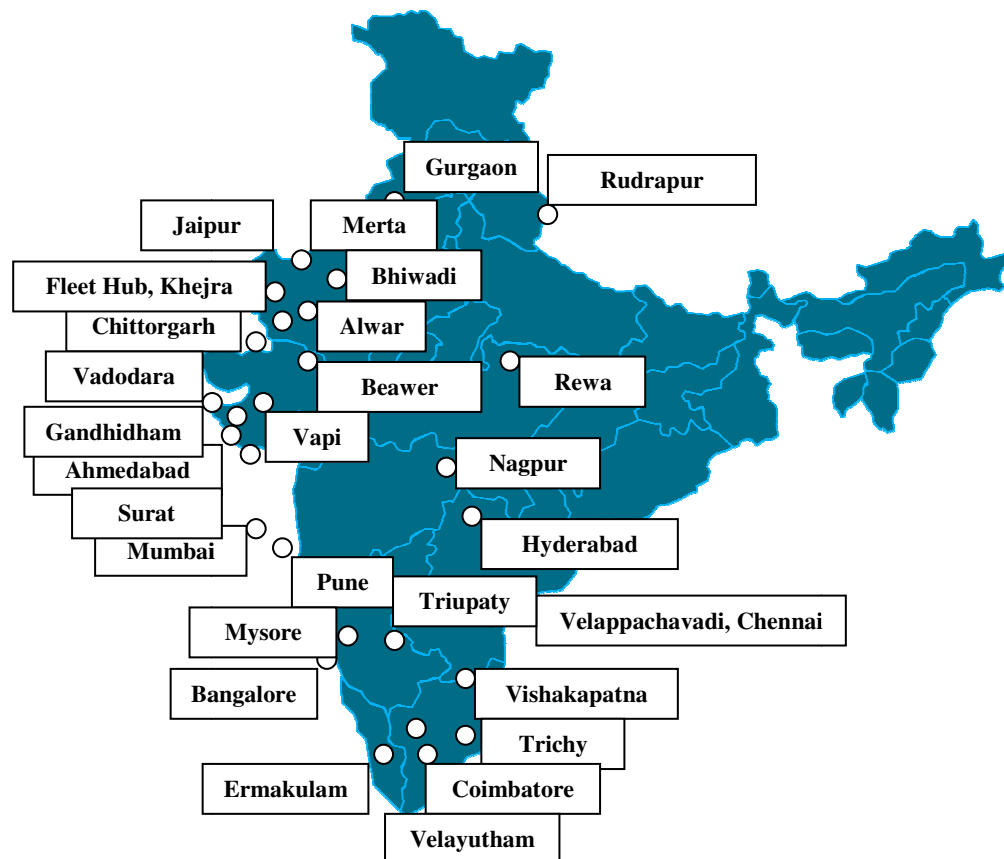 Gurgaon
Rudrapur
Jaipur
Merta
Bhiwadi
Fleet Hub, Khejra
Chittorgarh
Alwar
Vadodara
Beawer
Rewa
Gandhidham
Vapi
Ahmedabad
Nagpur
Surat
Mumbai
Hyderabad
Pune
Triupaty
Velappachavadi, Chennai
Mysore
Bangalore
Vishakapatna
Trichy
Ermakulam
Coimbatore
Velayutham